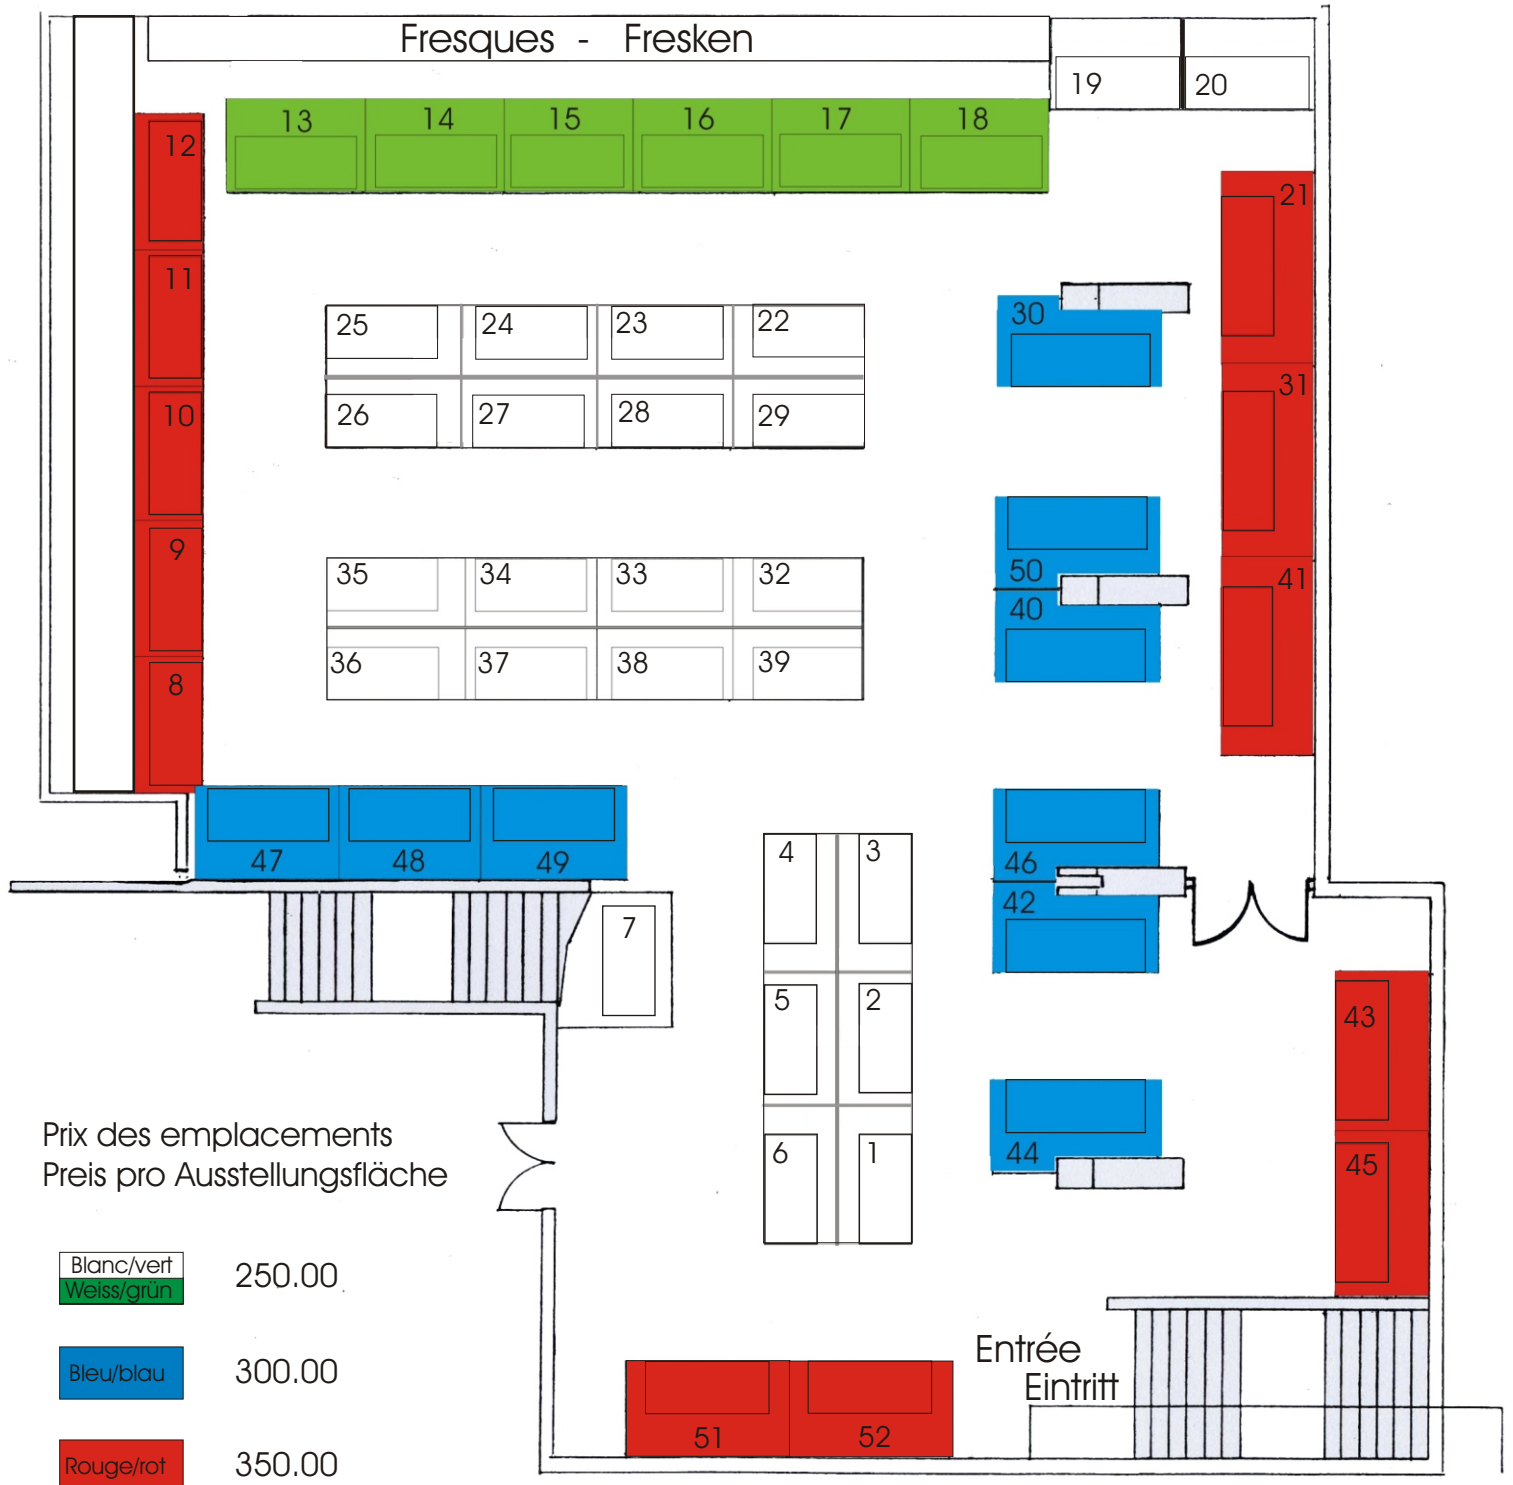 Fresques - Fresken
19 20
13 14 15 16 17 18
12
21
11
30
25 24 23 22
31
10
26 27 28 29
9
50
35 34 33 32
41
40
36 37 38 39
8
47 48 49
4 3
46
42
7
5 2
43
Prix des emplacements
Preis pro Ausstellungsfläche
6 1
44
45
Blanc/vert
Weiss/grün
250.00
Bleu/blau
300.00
Entrée
Eintritt
51 52
Rouge/rot
350.00